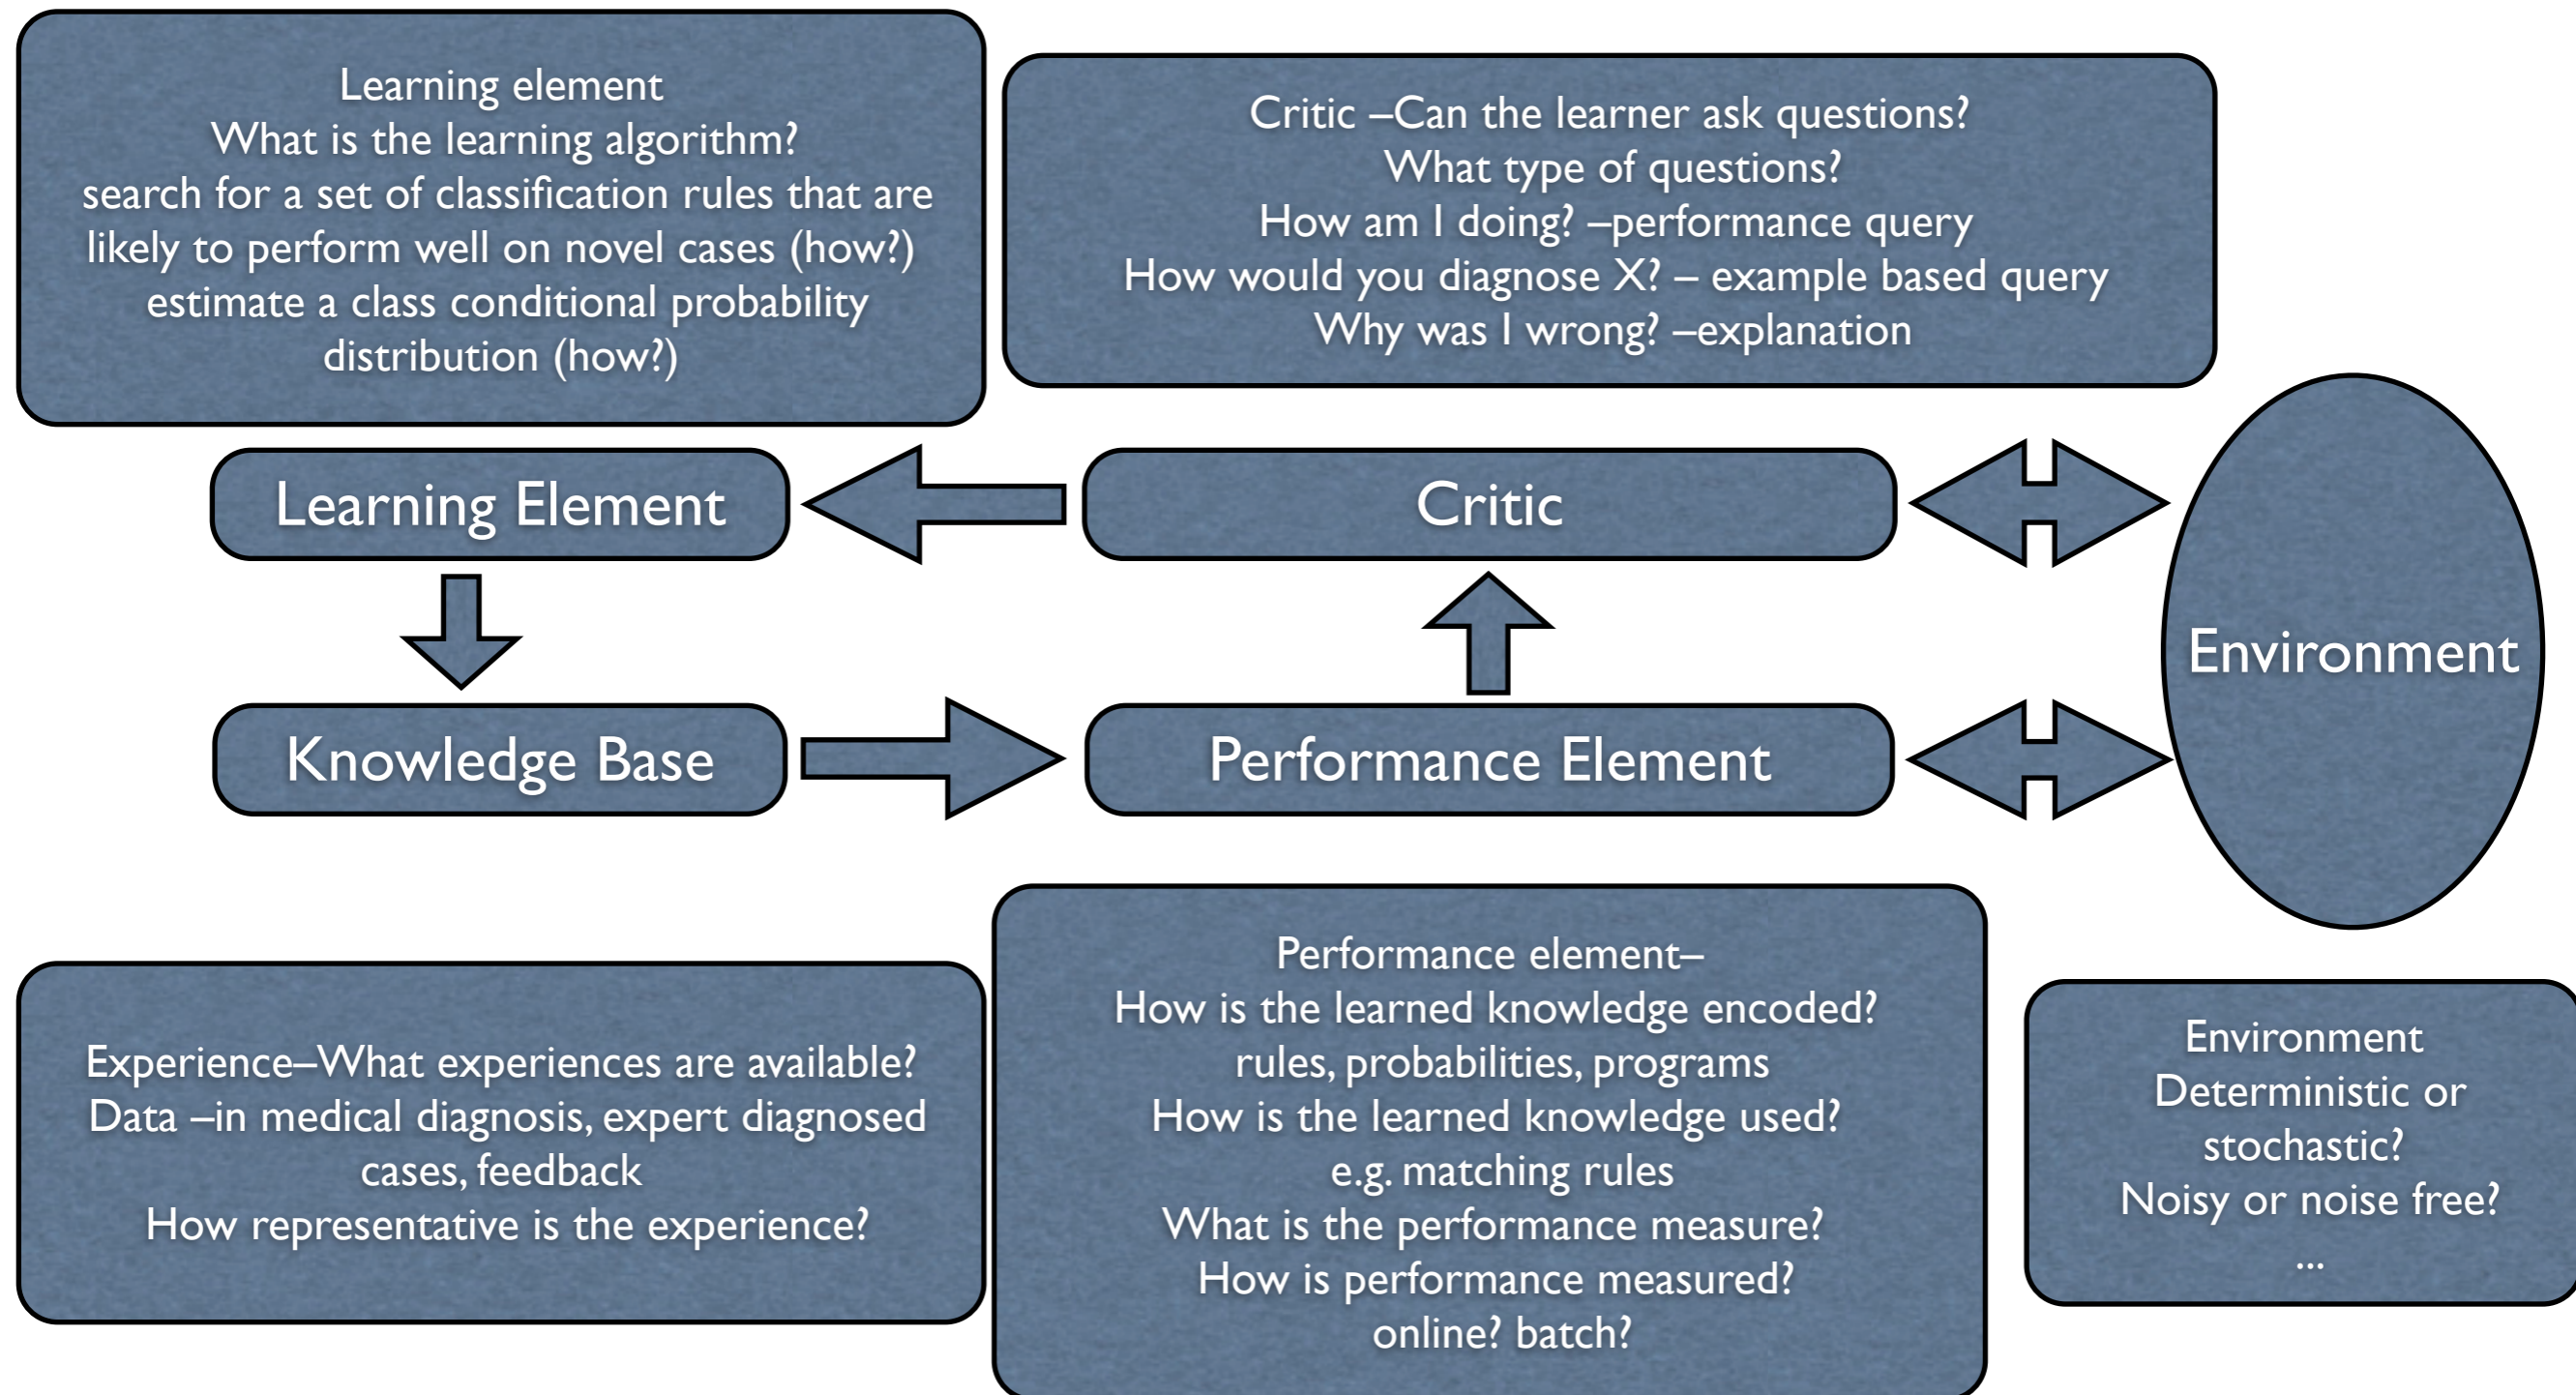 Learning element
What is the learning algorithm?
search for a set of classification rules that are
likely to perform well on novel cases (how?)
estimate a class conditional probability
distribution (how?)
Critic –Can the learner ask questions?
What type of questions?
How am I doing? –performance query
How would you diagnose X? – example based query
Why was I wrong? –explanation
Learning Element
Critic
Environment
Knowledge Base
Performance Element
Experience–What experiences are available?
Data –in medical diagnosis, expert diagnosed
cases, feedback
How representative is the experience?
Performance element–
How is the learned knowledge encoded?
rules, probabilities, programs
How is the learned knowledge used?
e.g. matching rules
What is the performance measure?
How is performance measured?
online? batch?
Environment
Deterministic or
stochastic?
Noisy or noise free?
...